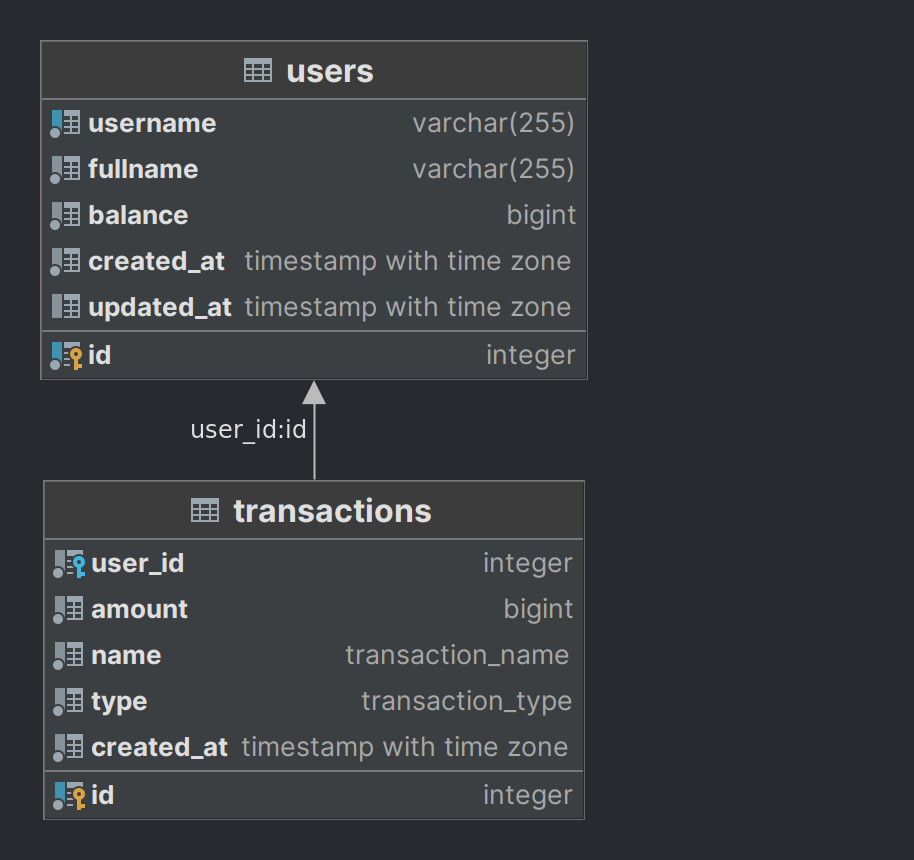 users
username varchar(255)
fullname varchar(255)
balance bigint
created_at timestamp with time zone
updated_at timestamp with time zone
id integer
user_id:id
transactions
user_id integer
amount bigint
name transaction_name
type transaction_type
created_at timestamp with time zone
id integer